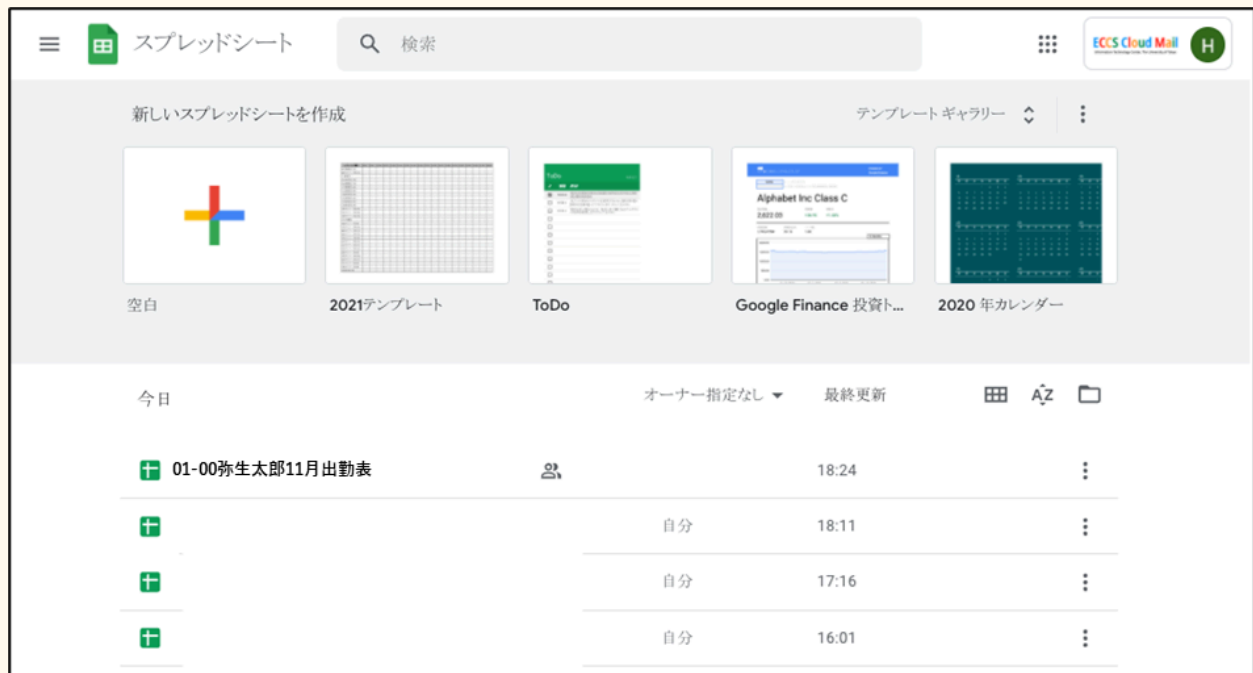 スプレッドシート
検索
ECCS Cloud Mail
H
新しいスプレッドシートを作成
テンプレート ギャラリー
ToDo
Alphabet Inc Class C
空白
2021テンプレート
ToDo
Google Finance 投資ト...
2020 年カレンダー
今日
オーナー指定なし
最終更新
AZ
01-00弥生太郎11月出勤表
18:24
自分
18:11
自分
17:16
自分
16:01